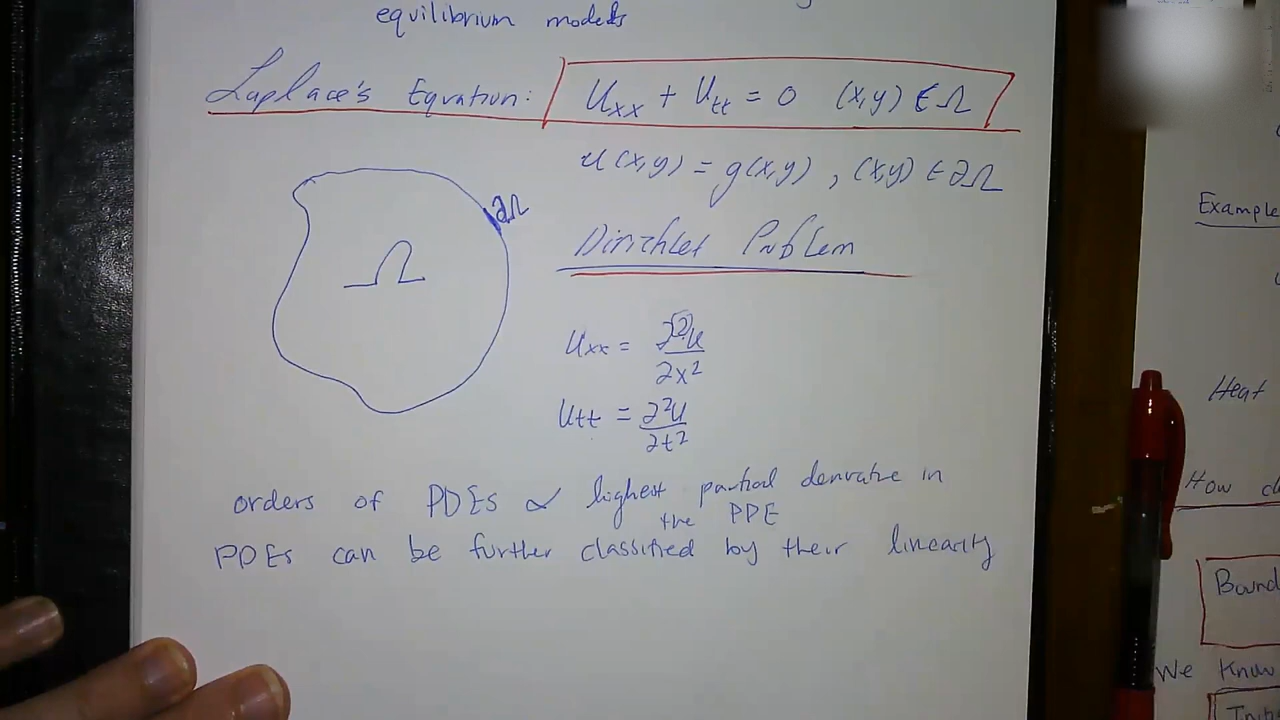 equilibrium models
Laplace's Equation: Uxx + Utt = 0 (x,y) ∈ Ω
u(x,y) = g(x,y) , (x,y) ∈ ∂Ω
∂Ω
Ω
Dirichlet Problem
Uxx = ∂²u/∂x²
Utt = ∂²u/∂t²
orders of PDEs ∝ highest partial derivative in
the PPE
PDEs can be further classified by their linearity
Example
Heat
How
Bound
We Know